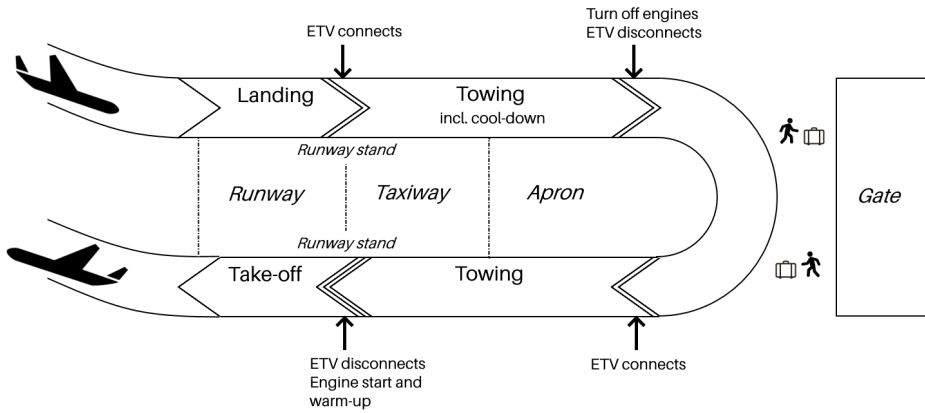 Turn off engines
ETV disconnects
ETV connects
Landing
Towing
incl. cool-down
Runway stand
Runway
Taxiway
Apron
Gate
Runway stand
Take-off
Towing
ETV disconnects
Engine start and
warm-up
ETV connects